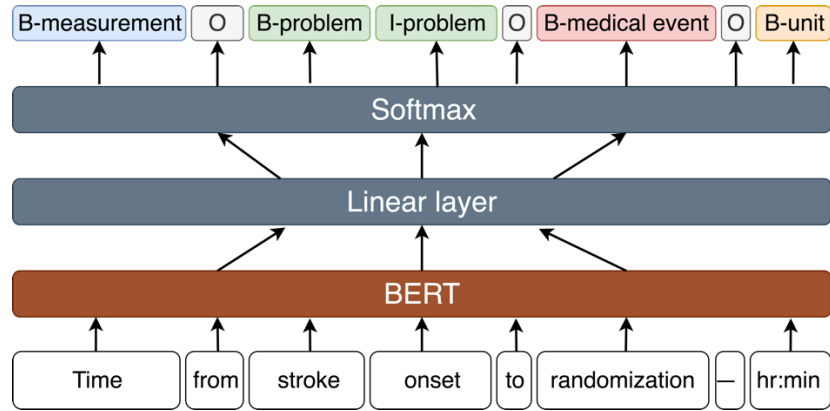 B-measurement O B-problem I-problem O B-medical event O B-unit
Softmax
Linear layer
BERT
Time from stroke onset to randomization — hr:min